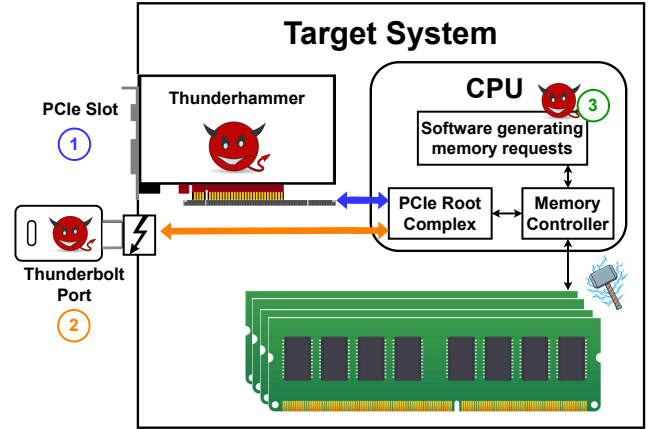 Target System
Thunderhammer
PCIe Slot
1
CPU
3
Software generating
memory requests
PCIe Root
Complex
Memory
Controller
Thunderbolt
Port
2